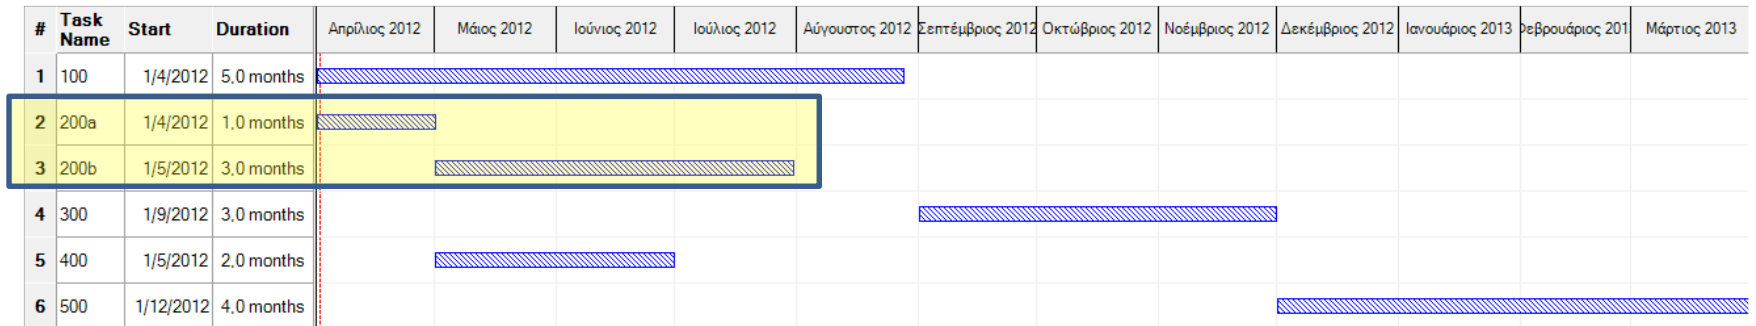 # Task Name Start Duration Απρίλιος 2012 Μάιος 2012 Ιούνιος 2012 Ιούλιος 2012 Αύγουστος 2012 Σεπτέμβριος 2012 Οκτώβριος 2012 Νοέμβριος 2012 Δεκέμβριος 2012 Ιανουάριος 2013 Φεβρουάριος 201 Μάρτιος 2013
1 100 1/4/2012 5,0 months
2 200a 1/4/2012 1,0 months
3 200b 1/5/2012 3,0 months
4 300 1/9/2012 3,0 months
5 400 1/5/2012 2,0 months
6 500 1/12/2012 4,0 months